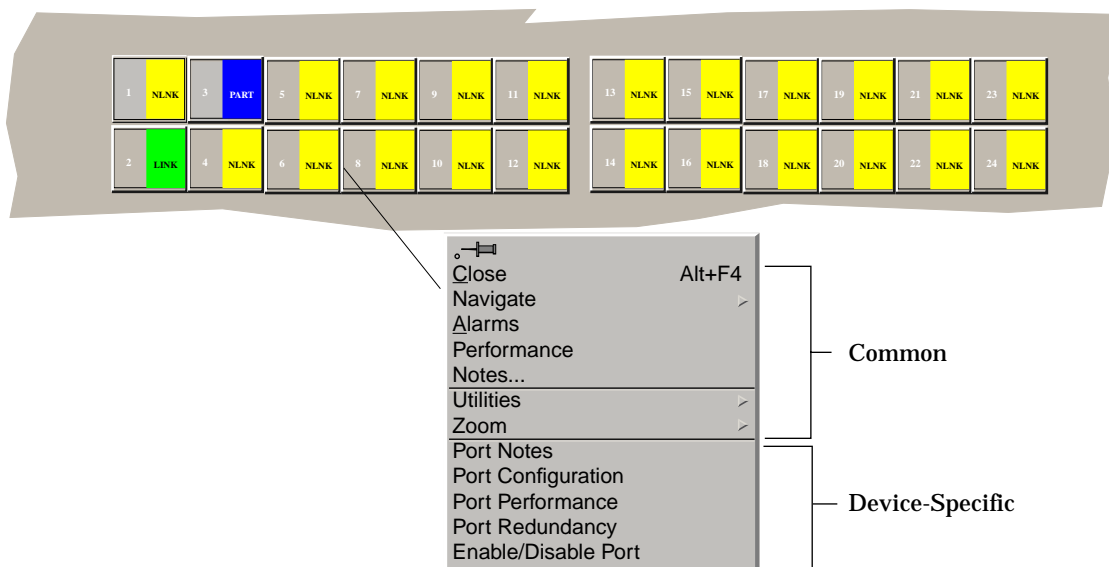 1 NLNK 3 PART 5 NLNK 7 NLNK 9 NLNK 11 NLNK 13 NLNK 15 NLNK 17 NLNK 19 NLNK 21 NLNK 23 NLNK
2 LINK 4 NLNK 6 NLNK 8 NLNK 10 NLNK 12 NLNK 14 NLNK 16 NLNK 18 NLNK 20 NLNK 22 NLNK 24 NLNK
Close Alt+F4
Navigate
Alarms
Performance
Notes...
Utilities
Zoom
Port Notes
Port Configuration
Port Performance
Port Redundancy
Enable/Disable Port
Common
Device-Specific